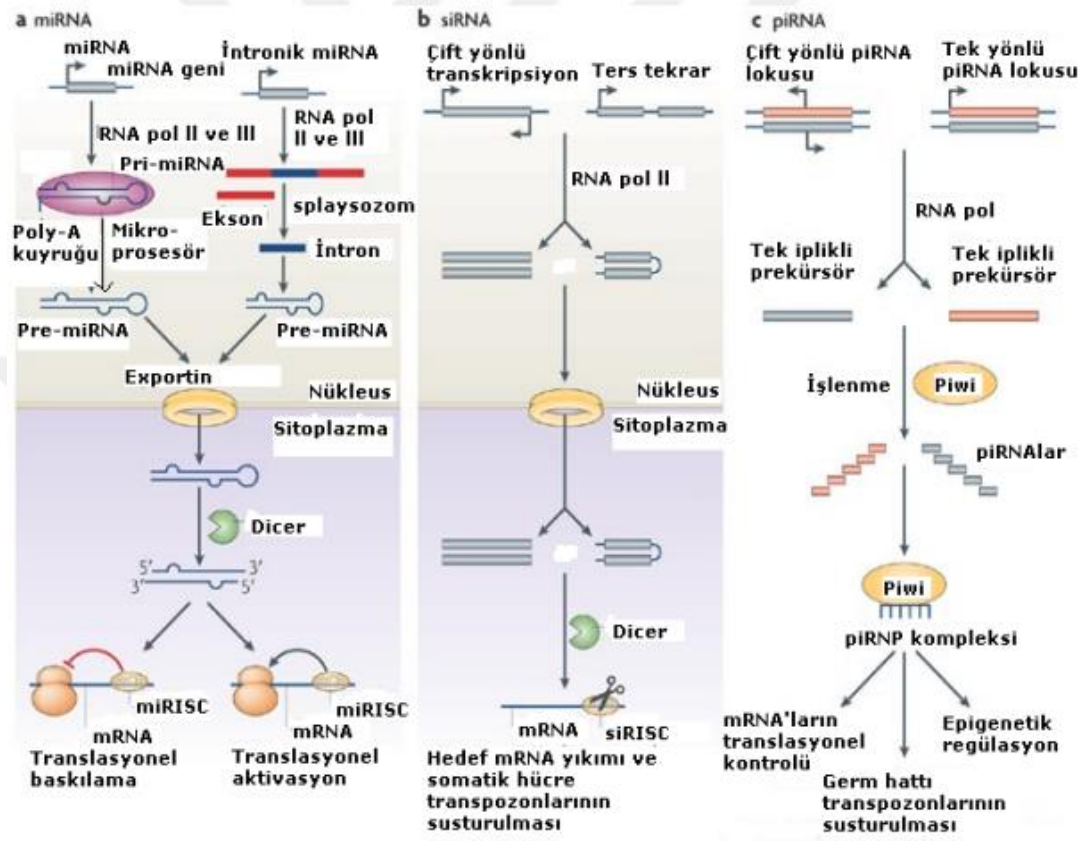 a miRNA
miRNA
miRNA geni
İntronik miRNA
RNA pol II ve III
RNA pol
II ve III
Pri-miRNA
Poly-A
kuyruğu
Mikro-
prosesör
Ekson
splaysozom
İntron
Pre-miRNA
Pre-miRNA
Exportin
Nükleus
Sitoplazma
Dicer
5′ 3′
3′ 5′
miRISC
mRNA
Translasyonel
baskılama
miRISC
mRNA
Translasyonel
aktivasyon
b siRNA
Çift yönlü
transkripsiyon
Ters tekrar
RNA pol II
Nükleus
Sitoplazma
Dicer
mRNA
siRISC
Hedef mRNA yıkımı ve
somatik hücre
transpozonlarının
susturulması
c piRNA
Çift yönlü piRNA
lokusu
Tek yönlü
piRNA lokusu
RNA pol
Tek iplikli
prekürsör
Tek iplikli
prekürsör
İşlenme
Piwi
piRNAlar
Piwi
piRNP kompleksi
mRNA'ların
translasyonel
kontrolü
Germ hattı
transpozonlarının
susturulması
Epigenetik
regülasyon